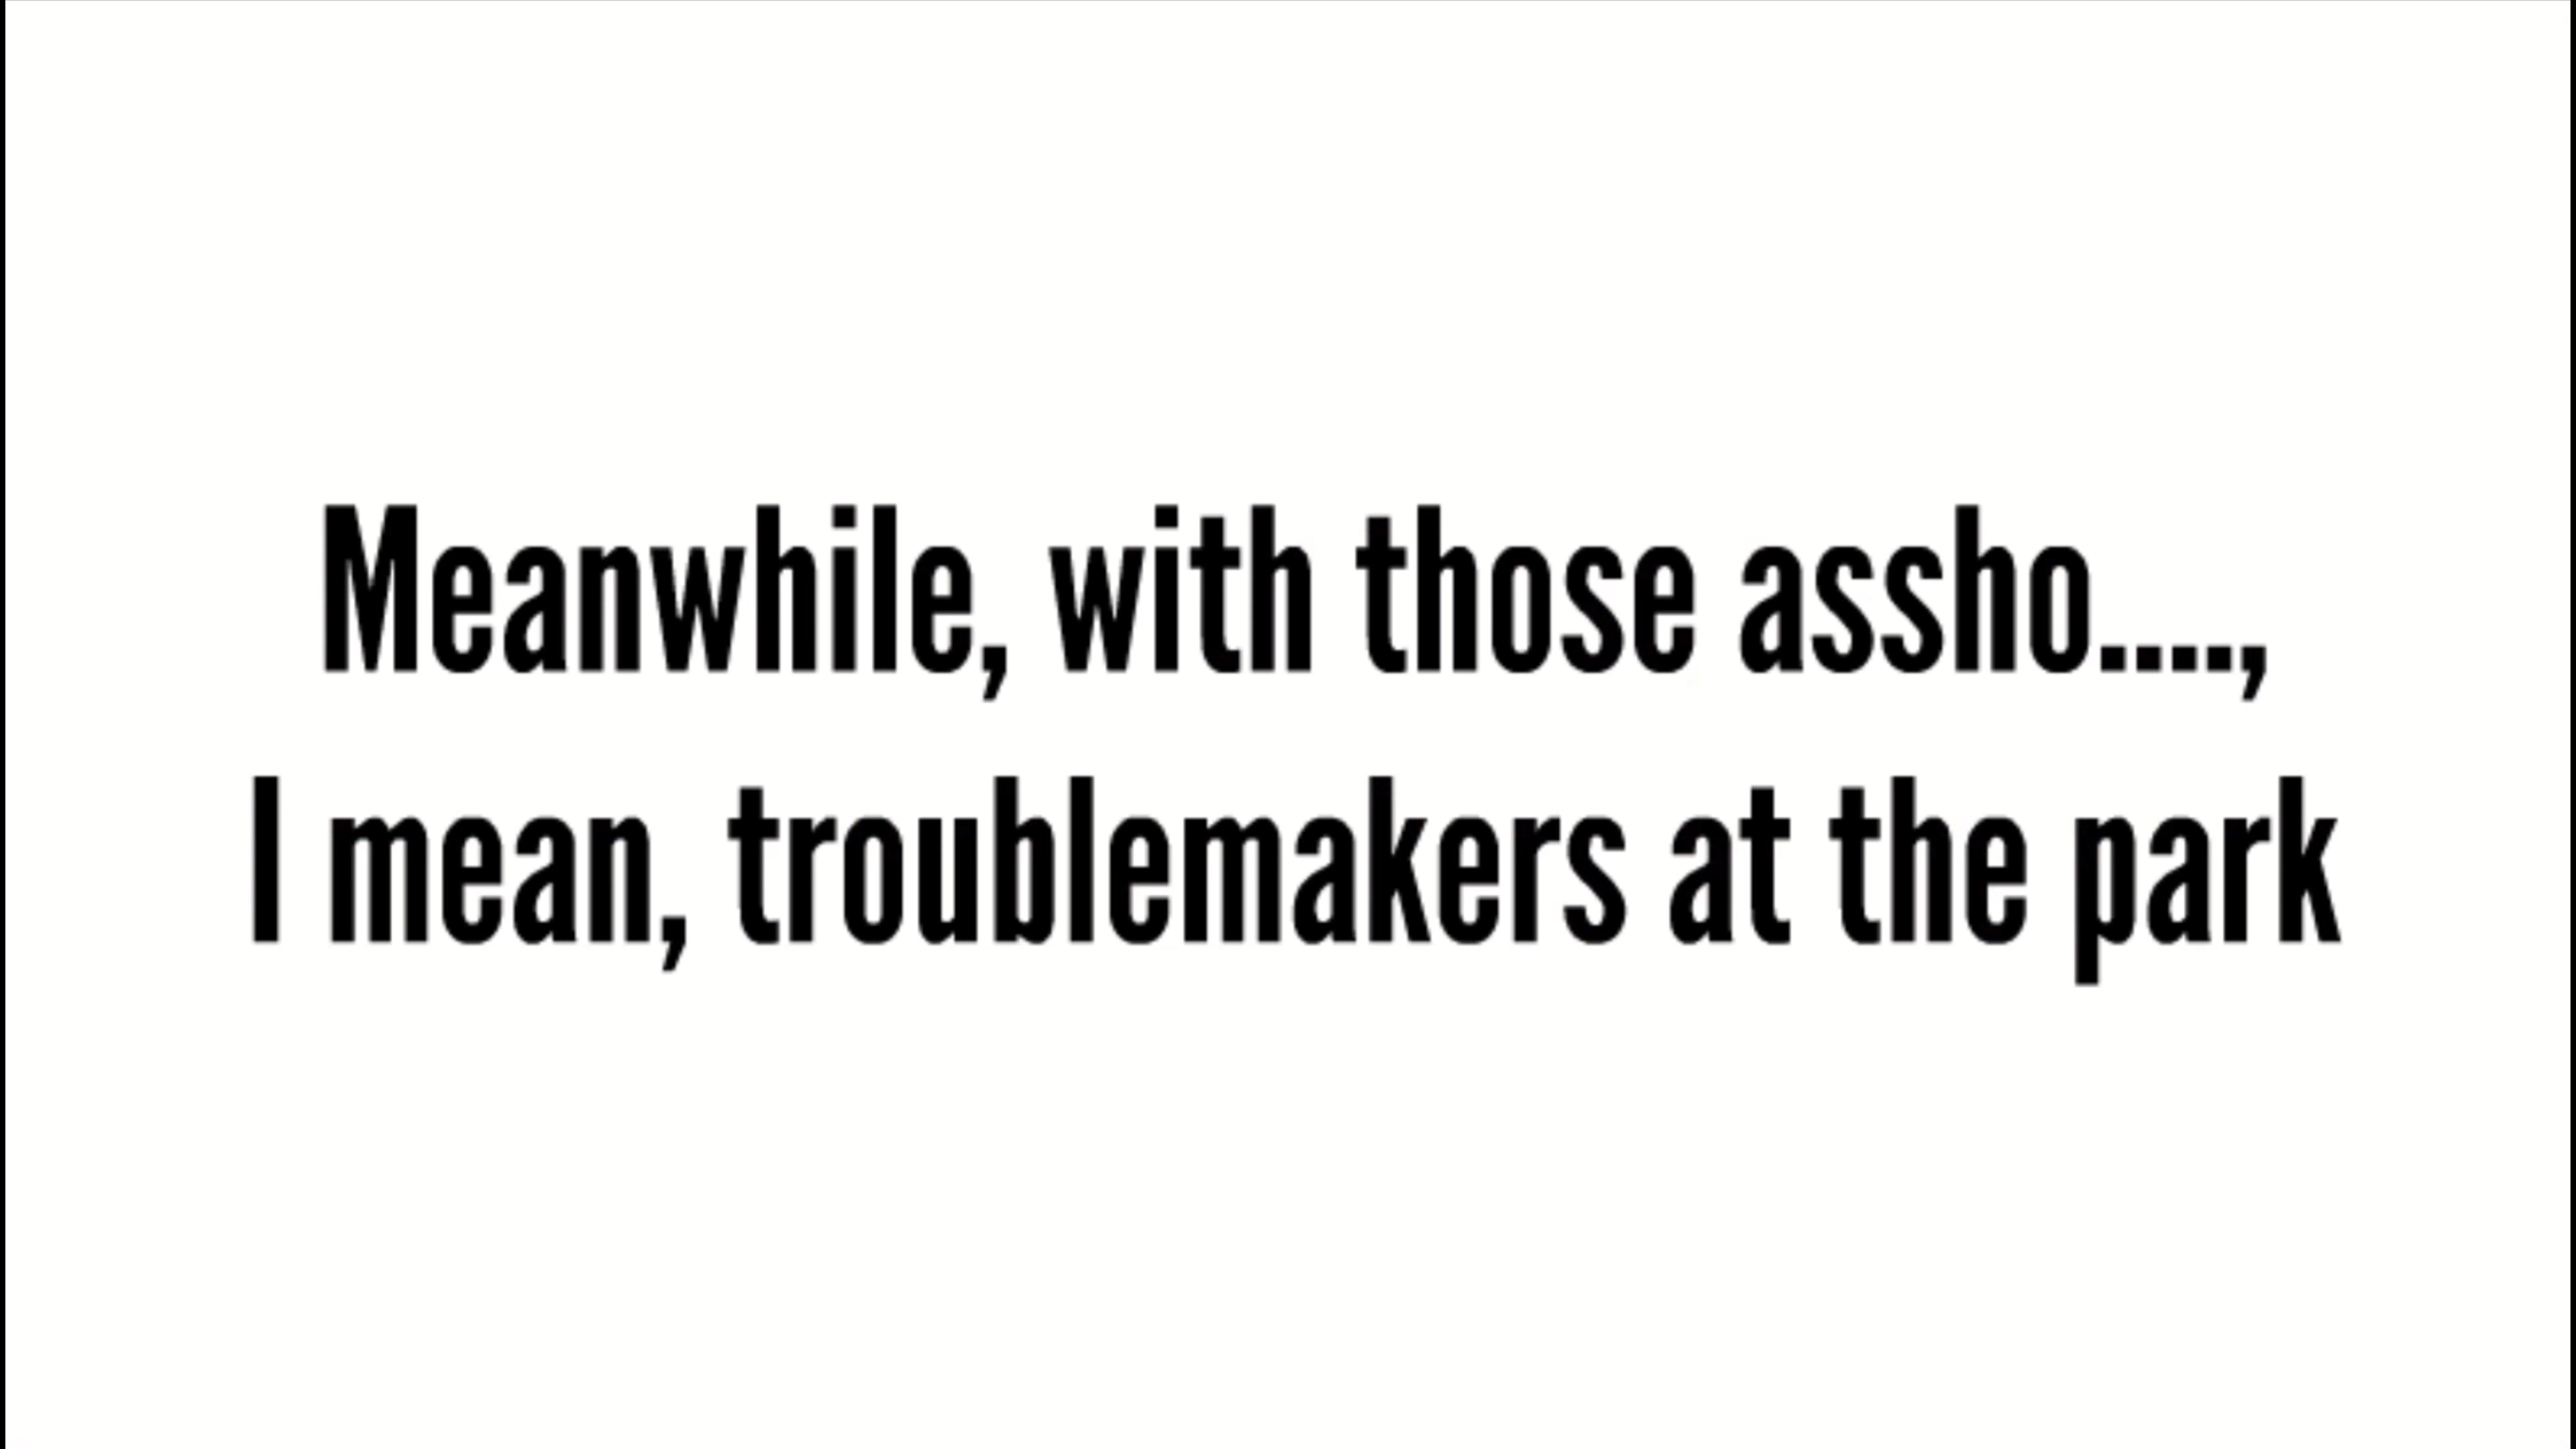 Meanwhile, with those assho....,
I mean, troublemakers at the park